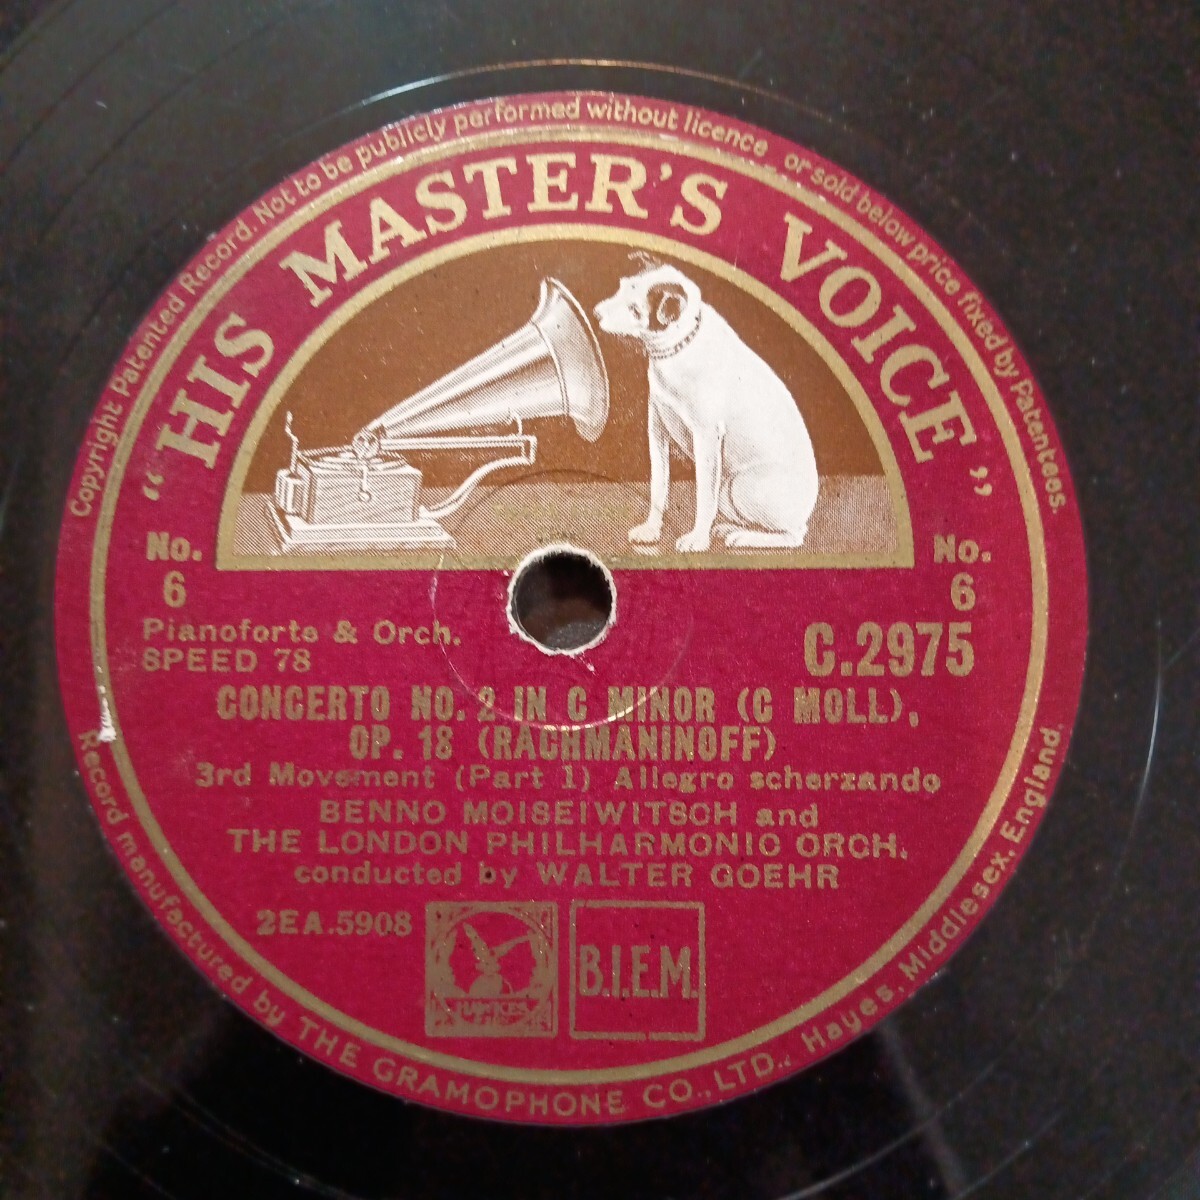 Copyright Patented Record. Not to be publicly performed without licence or sold below price fixed by Patentees.
"HIS MASTER'S VOICE"
No. 6
No. 6
Pianoforte & Orch.
SPEED 78
C.2975
CONCERTO NO. 2 IN C MINOR (C MOLL),
OP. 18 (RACHMANINOFF)
3rd Movement (Part 1) Allegro scherzando
BENNO MOISEIWITSCH and
THE LONDON PHILHARMONIC ORCH.
conducted by WALTER GOEHR
2EA.5908
HAWKES
B.I.E.M.
Record manufactured by THE GRAMOPHONE CO., LTD., Hayes, Middlesex, England.